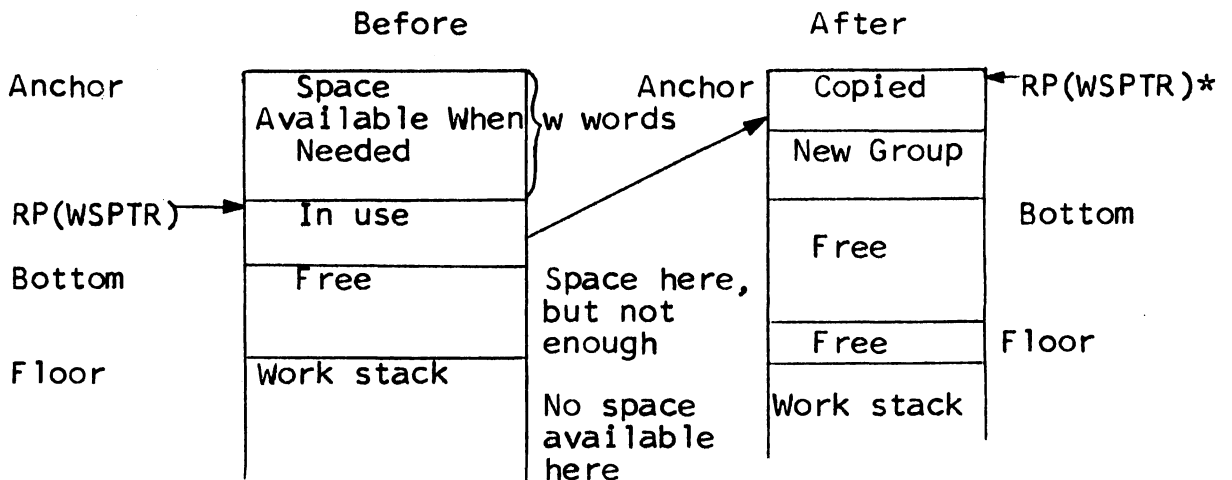 Before After
Anchor Space Anchor Copied RP(WSPTR)*
Available When w words
Needed New Group
RP(WSPTR) In use Bottom
Free
Bottom Free Space here,
but not
enough Free Floor
Floor Work stack
No space Work stack
available
here